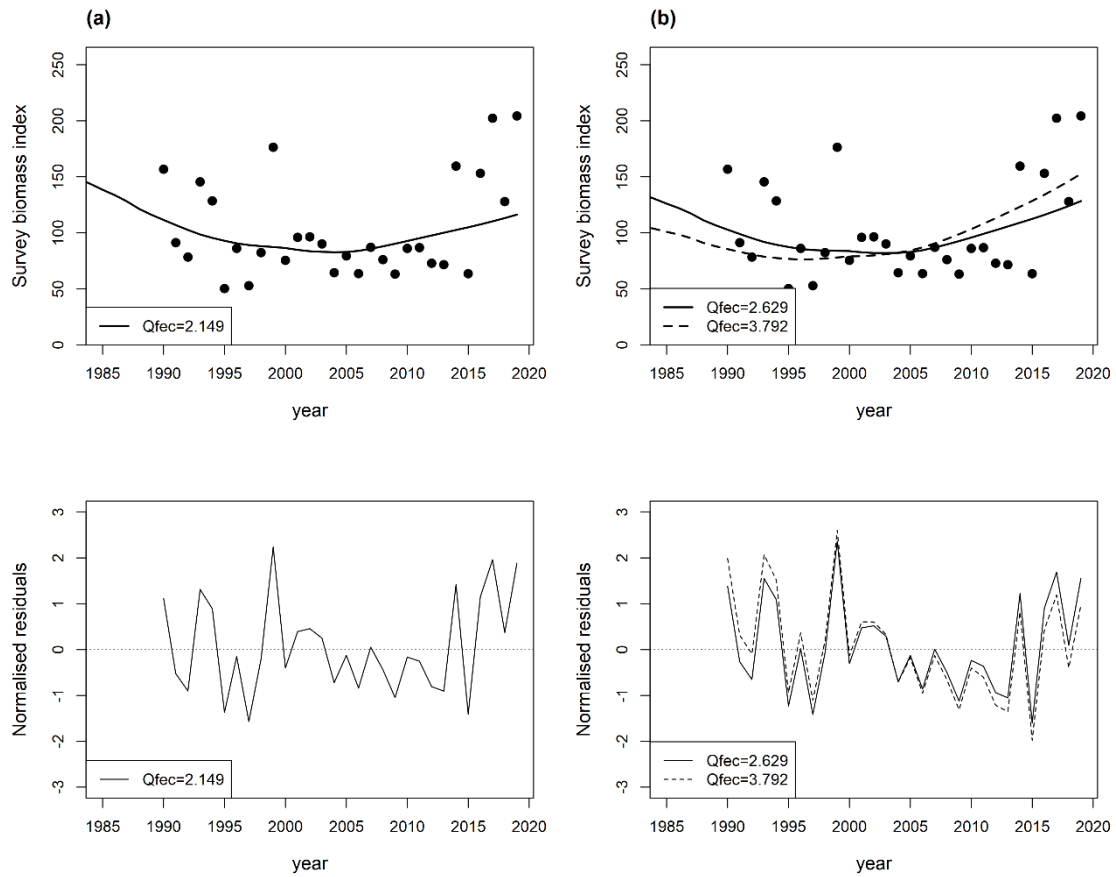 (a)
Survey biomass index
250
200
150
100
50
0
Qfec=2.149
1985 1990 1995 2000 2005 2010 2015 2020
year
(b)
Survey biomass index
250
200
150
100
50
0
Qfec=2.629
Qfec=3.792
1985 1990 1995 2000 2005 2010 2015 2020
year
Normalised residuals
3
2
1
0
-1
-2
-3
Qfec=2.149
1985 1990 1995 2000 2005 2010 2015 2020
year
Normalised residuals
3
2
1
0
-1
-2
-3
Qfec=2.629
Qfec=3.792
1985 1990 1995 2000 2005 2010 2015 2020
year